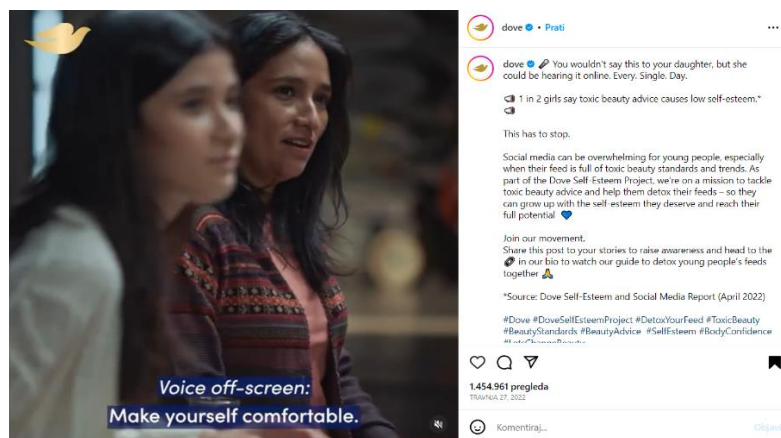 Voice off-screen:
Make yourself comfortable.
dove • Prati
dove 🎤 You wouldn't say this to your daughter, but she
could be hearing it online. Every. Single. Day.
📢 1 in 2 girls say toxic beauty advice causes low self-esteem.*
📢
This has to stop.
Social media can be overwhelming for young people, especially
when their feed is full of toxic beauty standards and trends. As
part of the Dove Self-Esteem Project, we're on a mission to tackle
toxic beauty advice and help them detox their feeds – so they
can grow up with the self-esteem they deserve and reach their
full potential 💙
Join our movement.
Share this post to your stories to raise awareness and head to the
🔗 in our bio to watch our guide to detox young people's feeds
together 🙏
*Source: Dove Self-Esteem and Social Media Report (April 2022)
#Dove #DoveSelfEsteemProject #DetoxYourFeed #ToxicBeauty
#BeautyStandards #BeautyAdvice #SelfEsteem #BodyConfidence
#LetsChangeBeauty
1.454.961 pregleda
TRAVNJA 27, 2022
Komentiraj...
Objavi